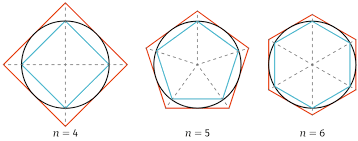 n = 4
n = 5
n = 6